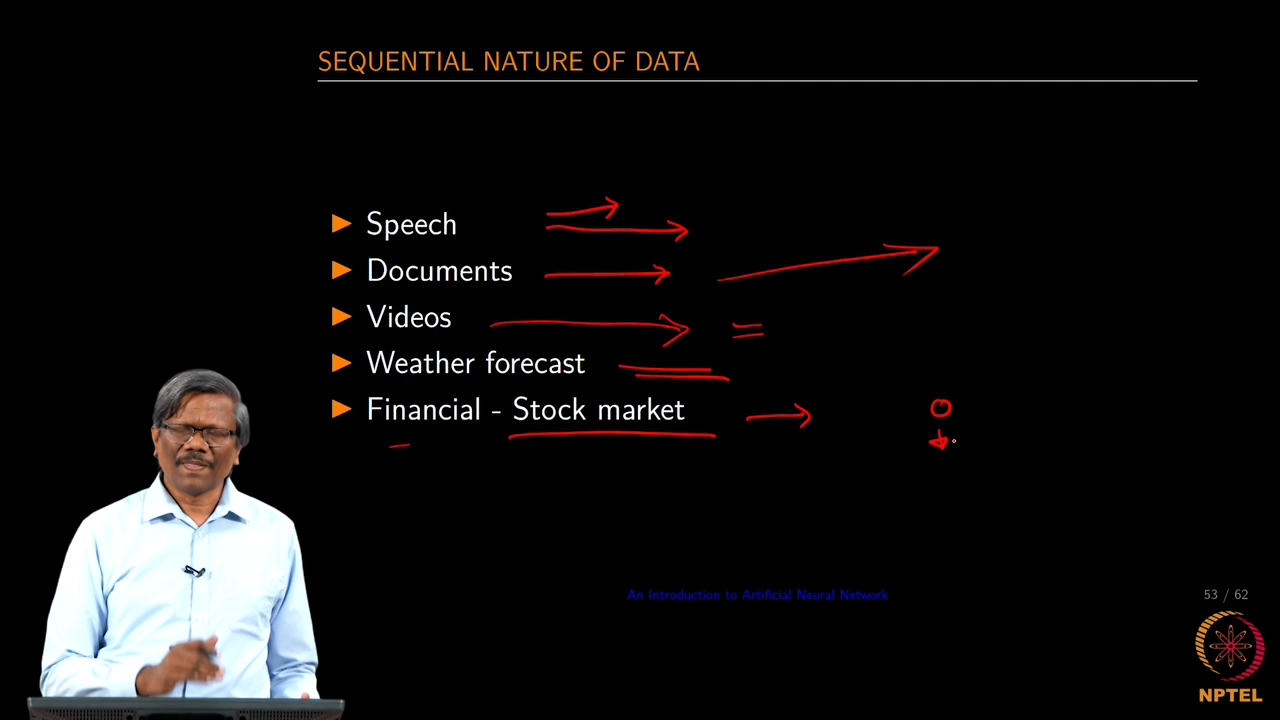 SEQUENTIAL NATURE OF DATA
Speech
Documents
Videos
Weather forecast
Financial - Stock market
An Introduction to Artificial Neural Network
53 / 62
NPTEL